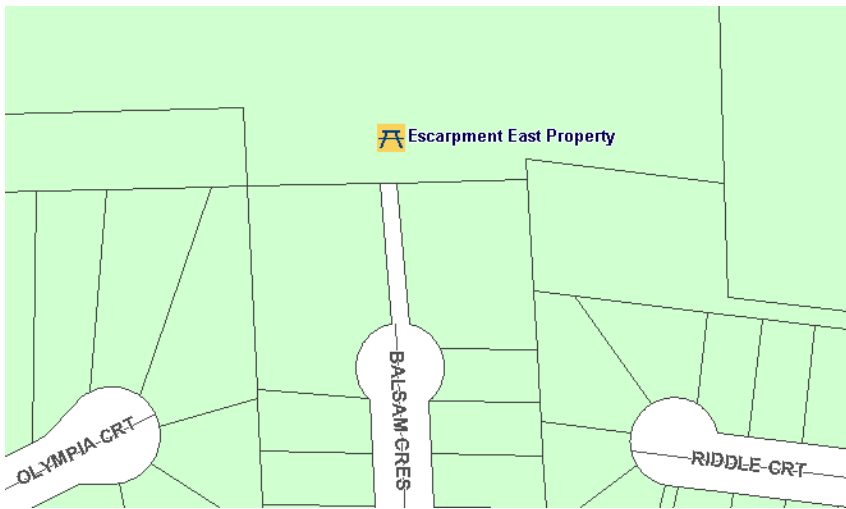 Escarpment East Property
BALSAM CRES
OLYMPIA CRT
RIDDLE CRT